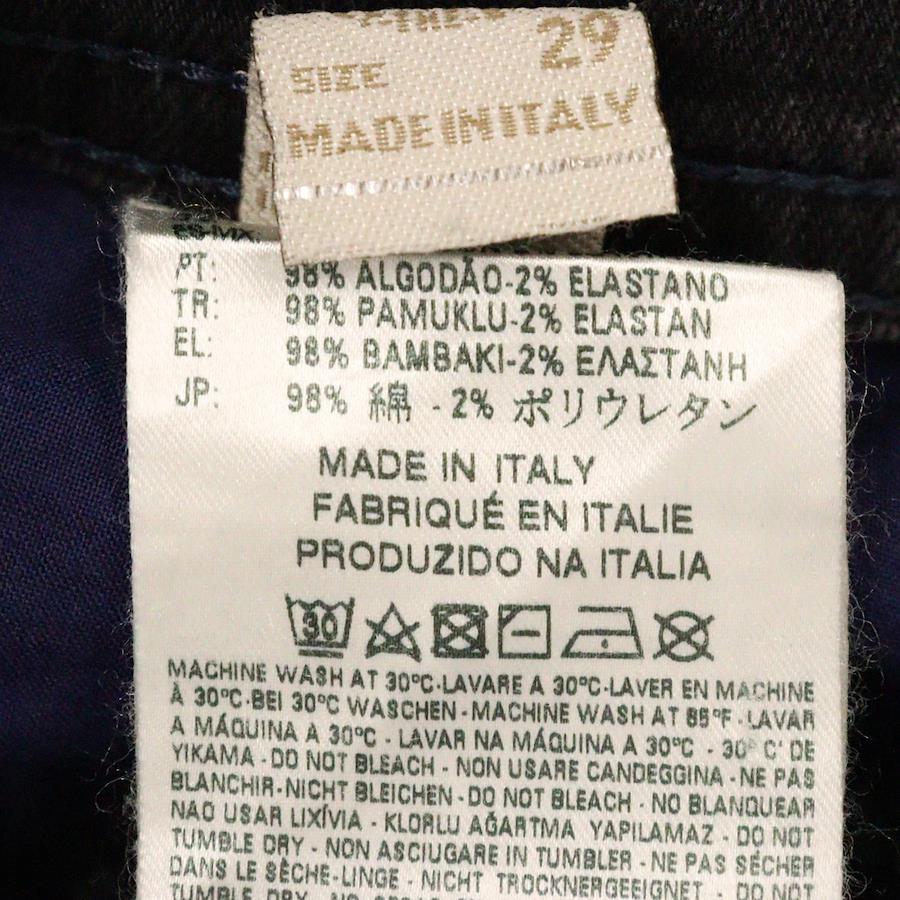 29
SIZE
MADE IN ITALY
ES-MX
PT: 98% ALGODÃO-2% ELASTANO
TR: 98% PAMUKLU-2% ELASTAN
EL: 98% BAMBAKI-2% ΕΛΑΣΤΑΝΗ
JP: 98% 綿 - 2% ポリウレタン
MADE IN ITALY
FABRIQUÉ EN ITALIE
PRODUZIDO NA ITALIA
30
MACHINE WASH AT 30°C-LAVARE A 30°C-LAVER EN MACHINE
À 30°C-BEI 30°C WASCHEN-MACHINE WASH AT 85°F-LAVAR
A MÁQUINA A 30°C - LAVAR NA MÁQUINA A 30°C - 30° C' DE
YIKAMA-DO NOT BLEACH - NON USARE CANDEGGINA-NE PAS
BLANCHIR-NICHT BLEICHEN-DO NOT BLEACH - NO BLANQUEAR
NAO USAR LIXÍVIA - KLORLU AĞARTMA YAPILAMAZ - DO NOT
TUMBLE DRY - NON ASCIUGARE IN TUMBLER-NE PAS SÉCHER
DANS LE SÈCHE-LINGE - NICHT TROCKNERGEEIGNET - DO NOT
TUMBLE DRY